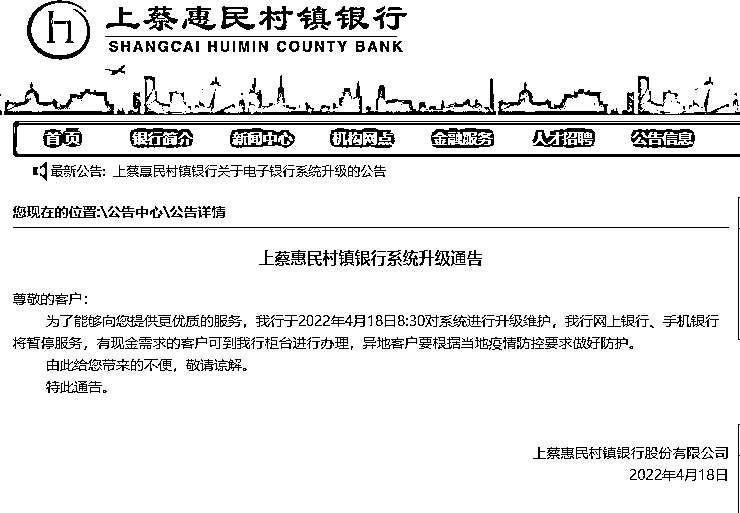 上蔡惠民村镇银行
SHANGCAI HUIMIN COUNTY BANK
首页 银行简介 新闻中心 机构网点 金融服务 人才招聘 公告信息
最新公告：上蔡惠民村镇银行关于电子银行系统升级的公告
您现在的位置:\公告中心\公告详情
上蔡惠民村镇银行系统升级通告
尊敬的客户：
为了能够向您提供更优质的服务，我行于2022年4月18日8:30对系统进行升级维护，我行网上银行、手机银行
将暂停服务，有现金需求的客户可到我行柜台进行办理，异地客户要根据当地疫情防控要求做好防护。
由此给您带来的不便，敬请谅解。
特此通告。
上蔡惠民村镇银行股份有限公司
2022年4月18日